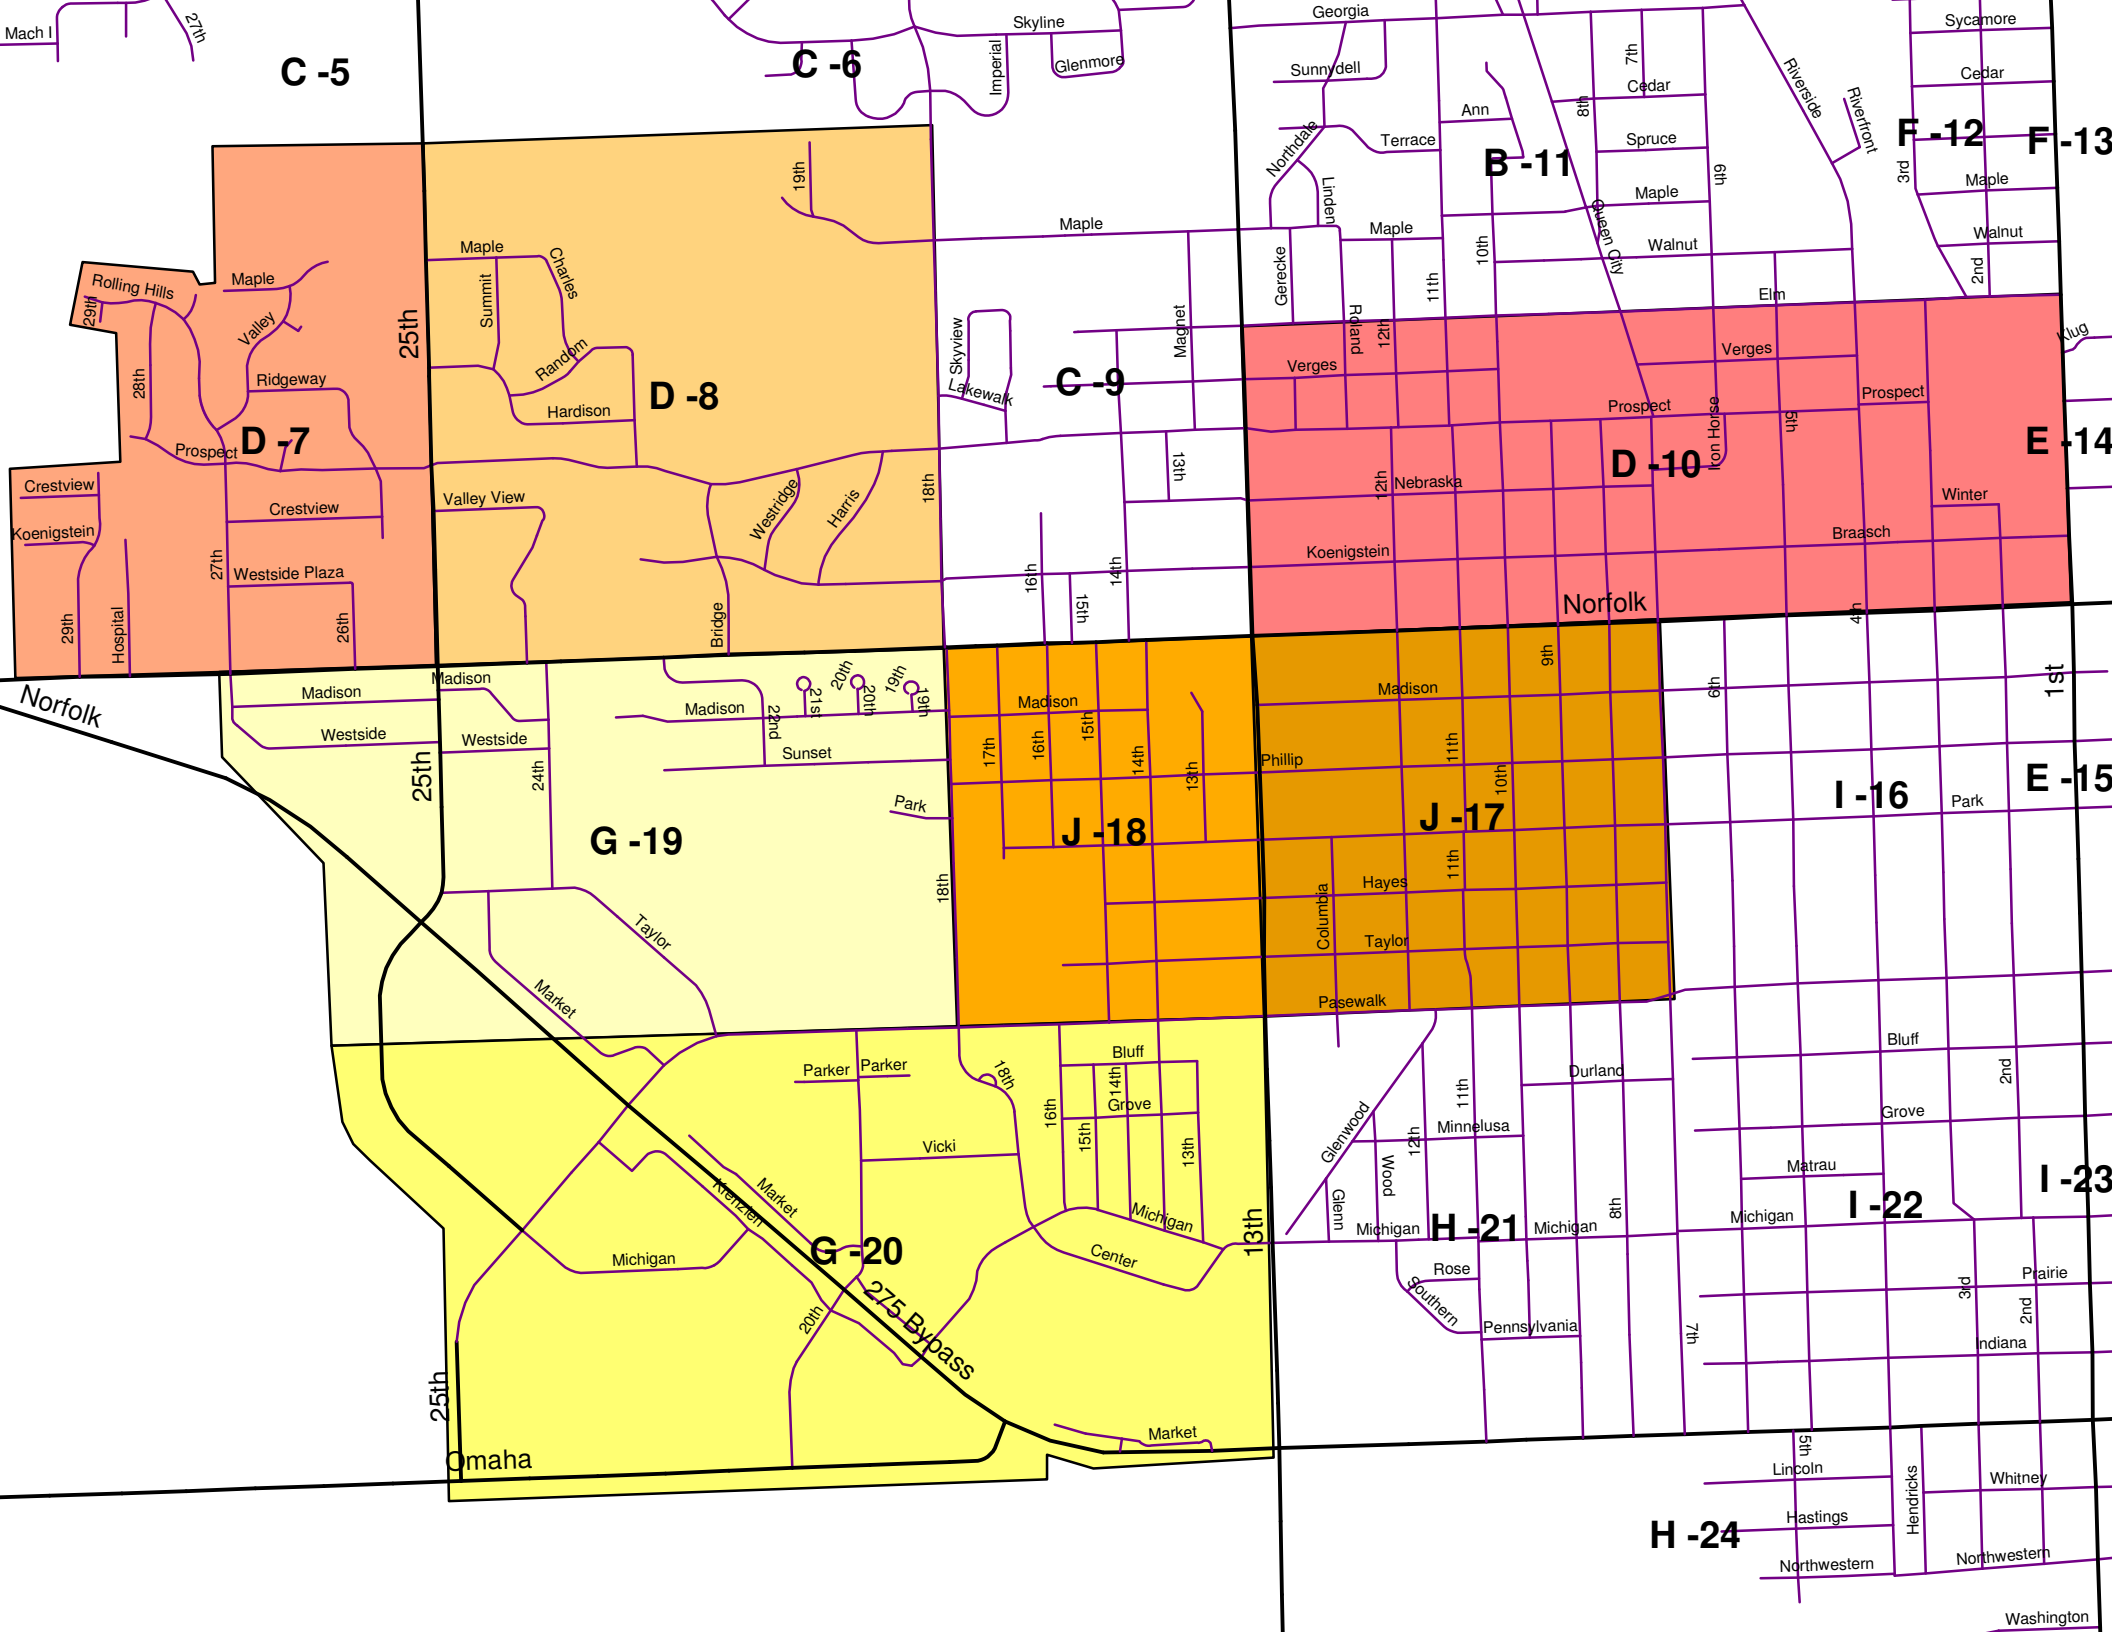 Mach I
27th
C -5
C -6
Skyline
Imperial
Glenmore
Georgia
Sunnydell
Northdale
Terrace
Linden
Ann
B -11
7th
8th
Cedar
Spruce
Maple
6th
Queen City
Walnut
10th
Riverside
Riverfront
Sycamore
Cedar
F -12
F -13
3rd
Maple
Walnut
2nd
Rolling Hills
29th
Maple
Valley
28th
Ridgeway
D -7
Prospect
Crestview
Crestview
Koenigstein
27th
Westside Plaza
29th
Hospital
26th
25th
19th
Maple
Charles
Summit
Random
D -8
Hardison
Valley View
Westridge
Harris
18th
Bridge
Maple
Skyview
Lakewalk
Magnet
C -9
13th
16th
15th
14th
Gerecke
Maple
11th
Roland
12th
Elm
Verges
Verges
Prospect
Prospect
Iron Horse
5th
D -10
12th
Nebraska
Winter
Koenigstein
Braasch
Norfolk
4th
Klug
E -14
Norfolk
Madison
Madison
Westside
Westside
25th
24th
Madison
22nd
21st
20th
20th
19th
19th
Sunset
Park
G -19
18th
Taylor
Market
Madison
17th
16th
15th
14th
13th
J -18
Madison
9th
Phillip
11th
10th
J -17
11th
Hayes
Columbia
Taylor
Pasewalk
6th
1st
I -16
E -15
Park
Bluff
2nd
Grove
Matrau
Michigan
I -22
I -23
3rd
Prairie
2nd
Indiana
Parker
Parker
18th
Bluff
14th
16th
Grove
15th
13th
Vicki
Market
Krenzien
Michigan
Michigan
Center
G -20
20th
275 Bypass
25th
Omaha
Market
13th
Durland
11th
Glenwood
12th
Minnelusa
Wood
Glenn
Michigan
H -21
Michigan
8th
Rose
Southern
Pennsylvania
7th
5th
Lincoln
Hendricks
Whitney
Hastings
H -24
Northwestern
Northwestern
Washington